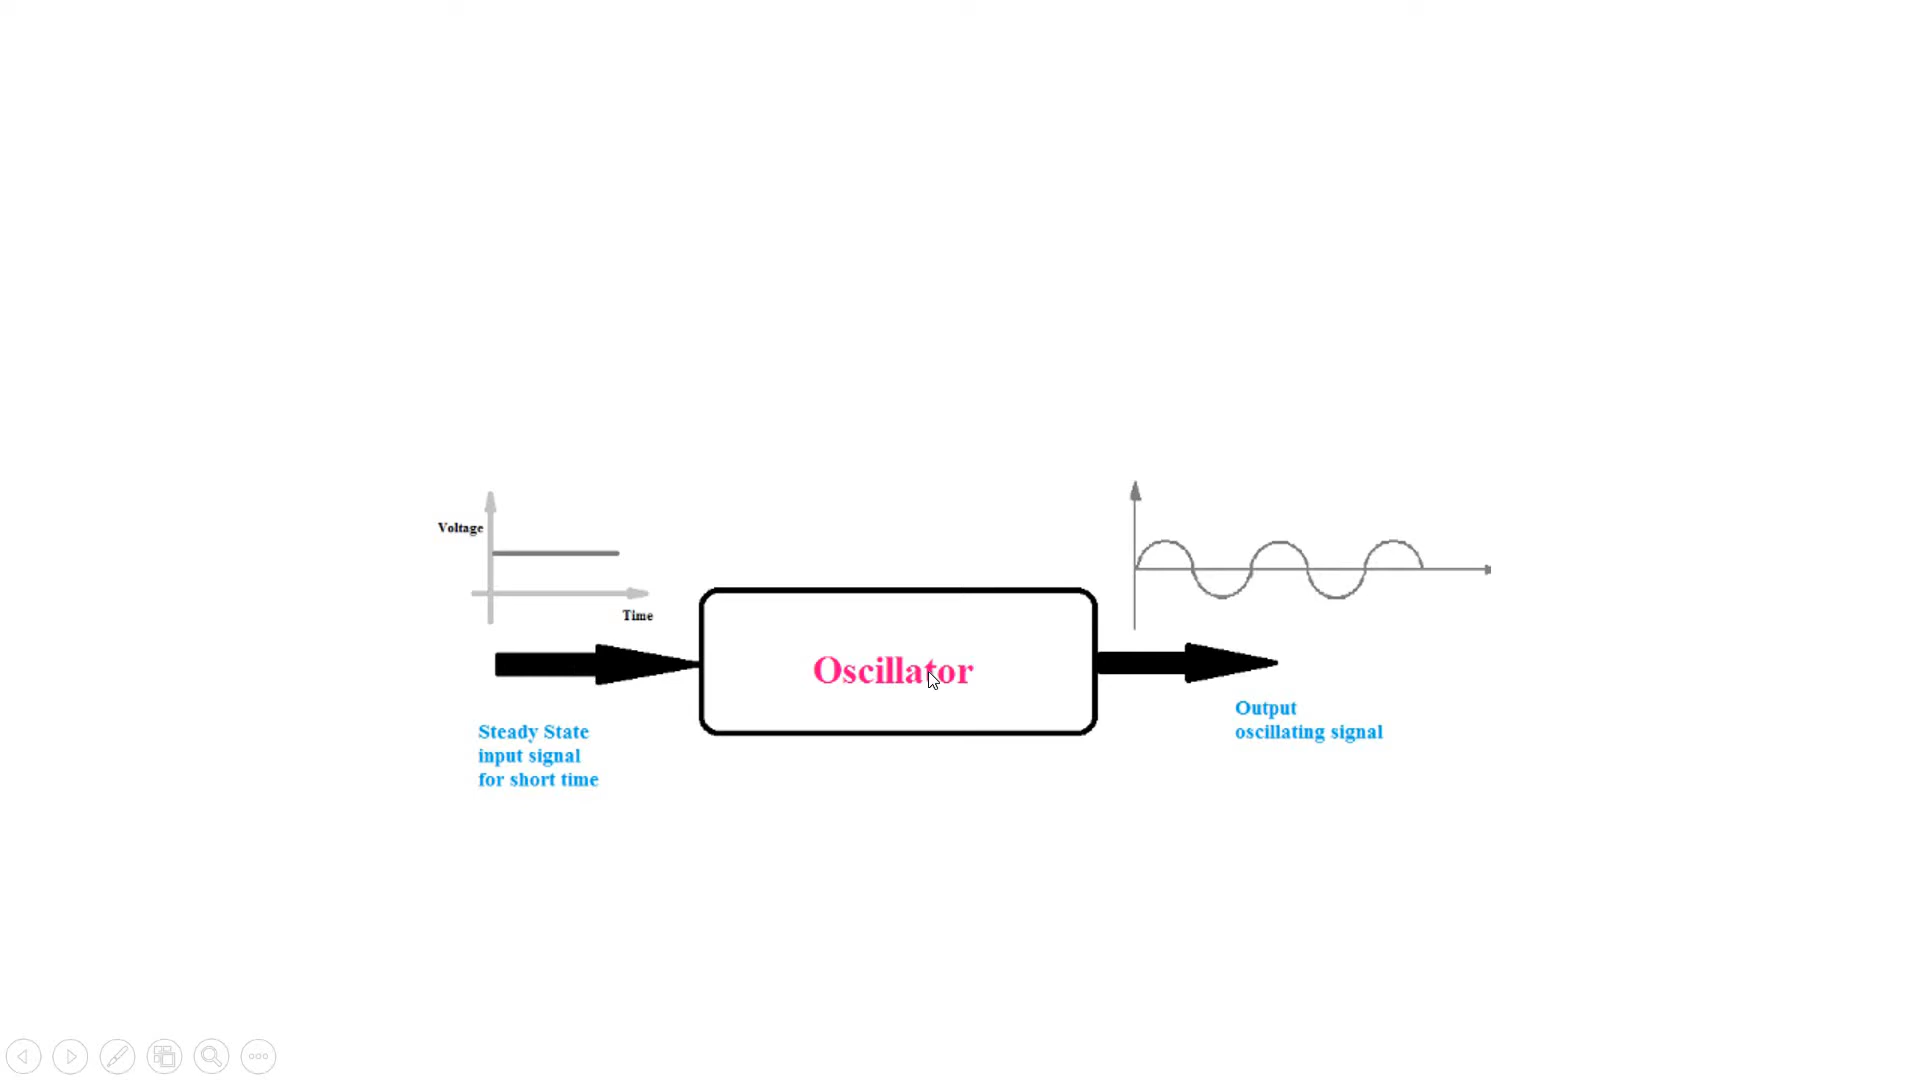 Voltage
Time
Oscillator
Steady State
input signal
for short time
Output
oscillating signal